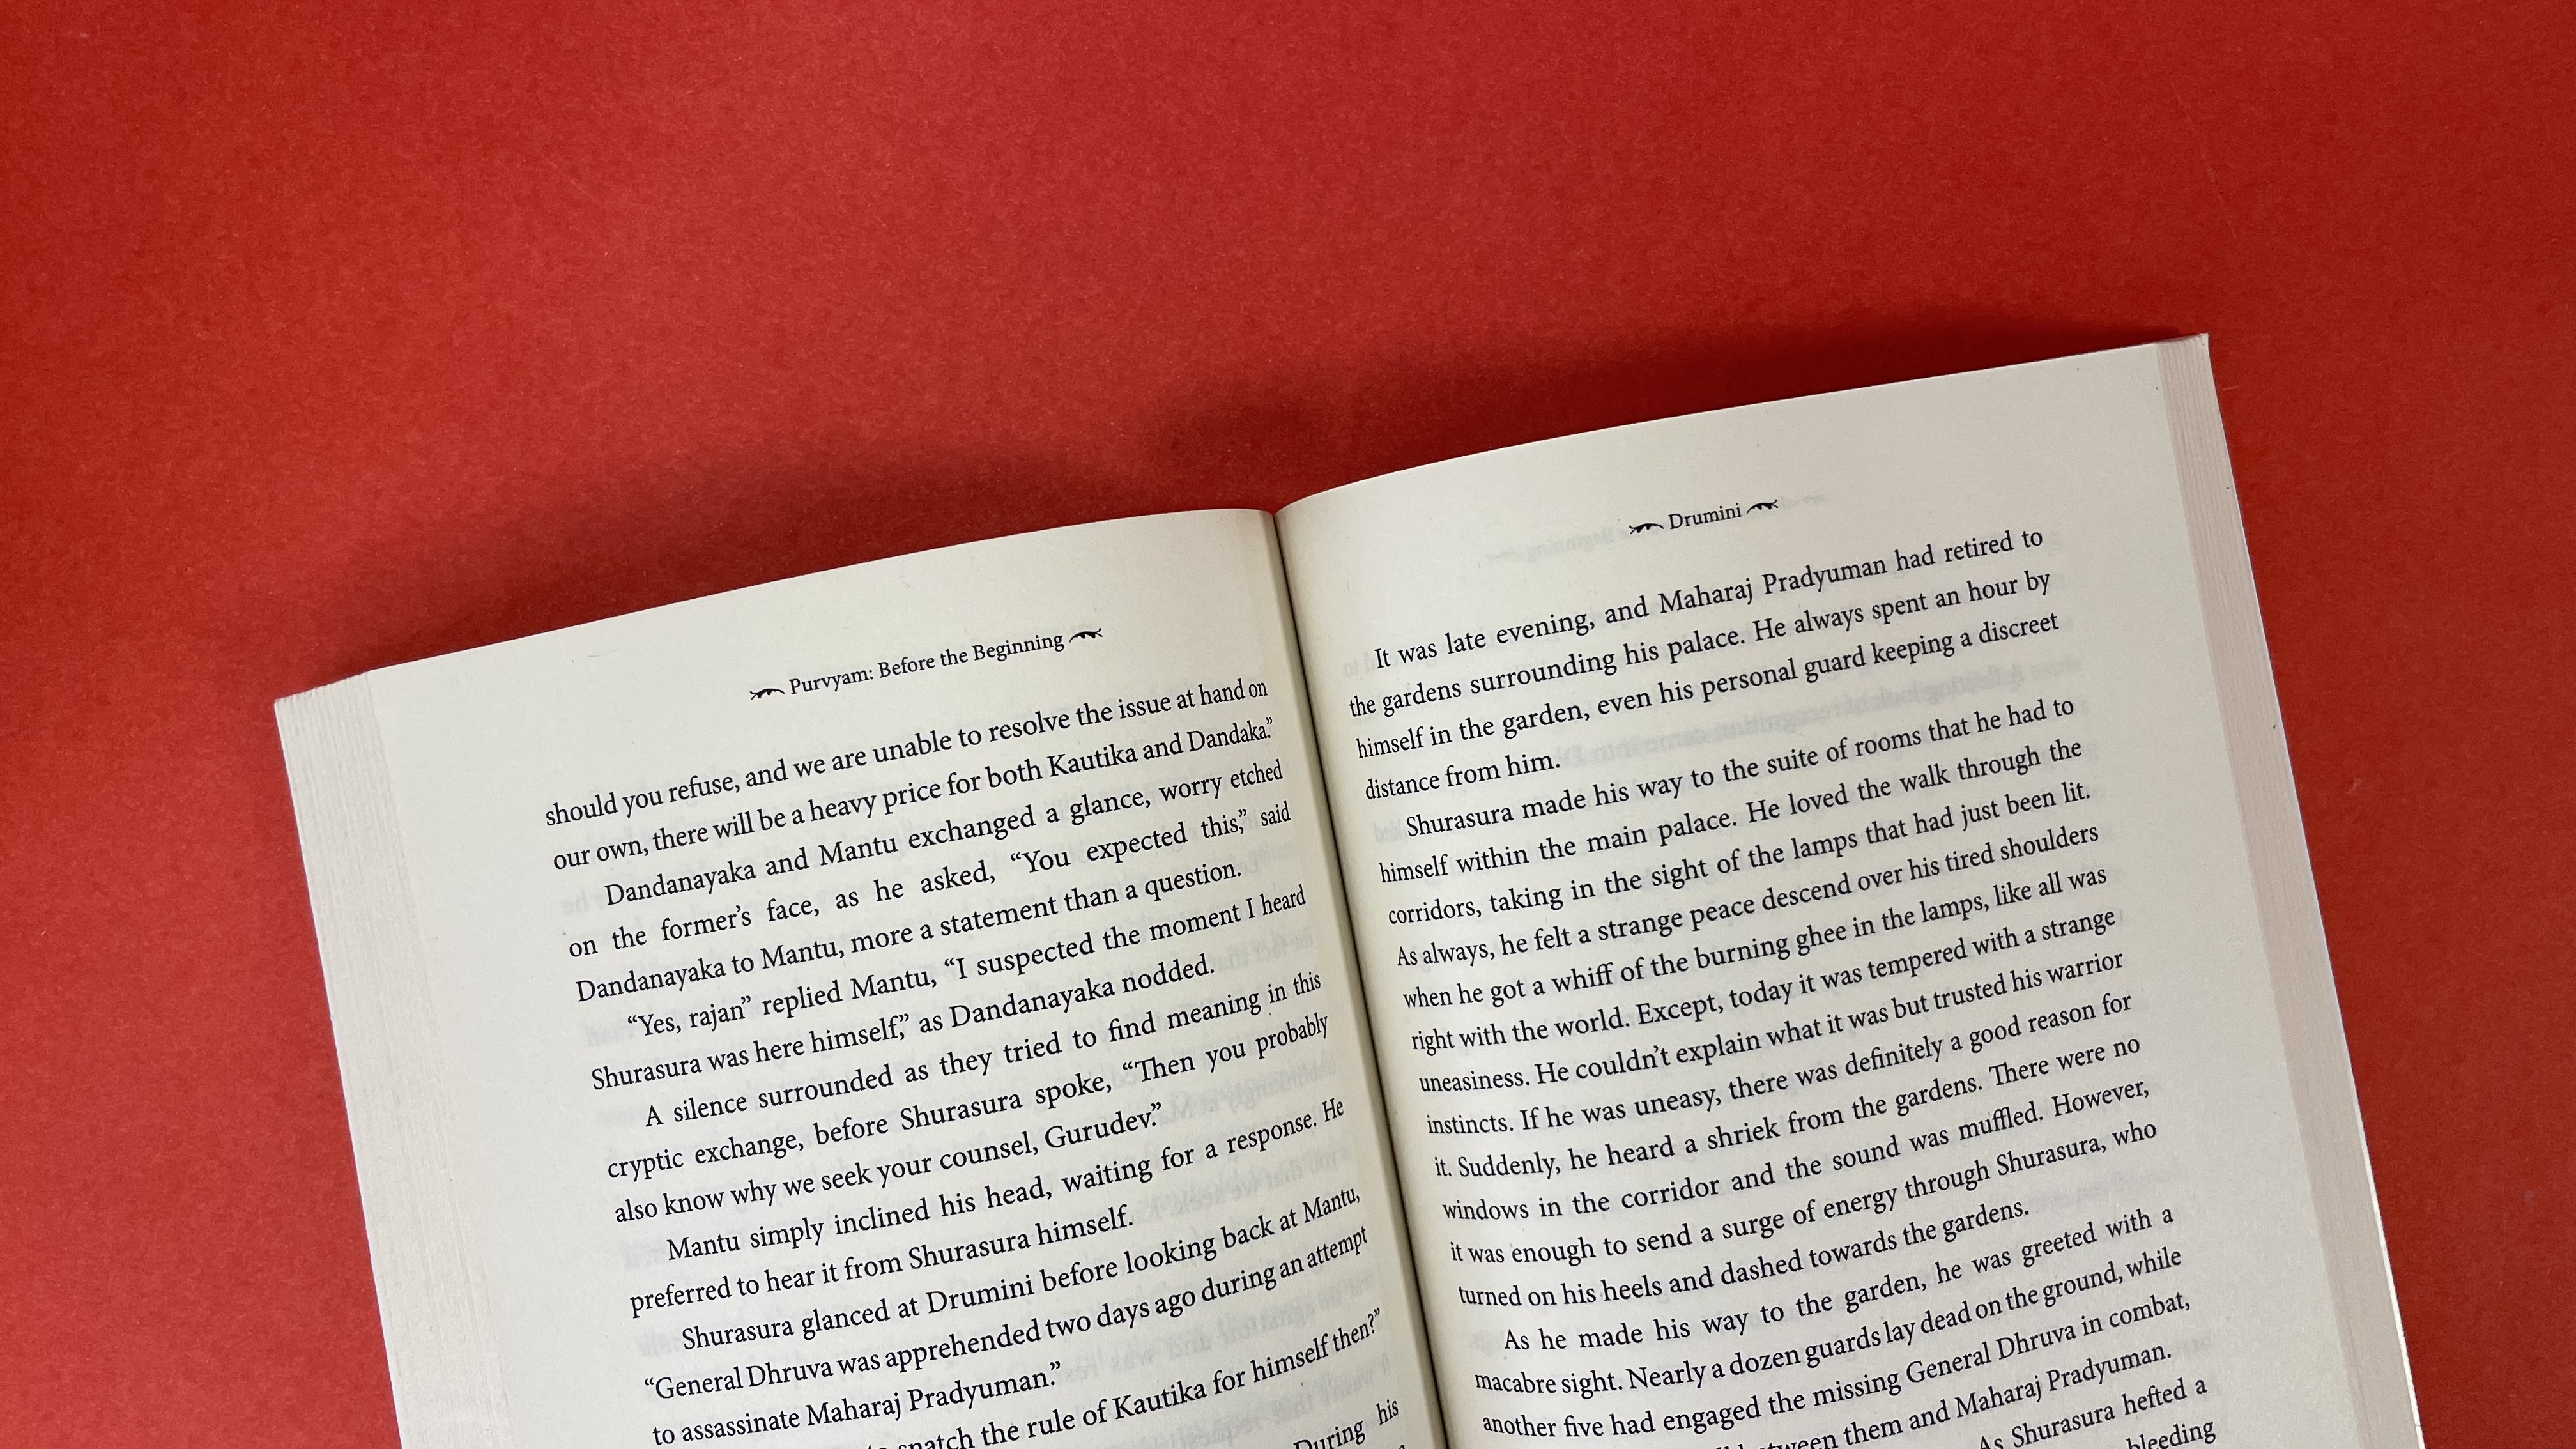 Purvyam: Before the Beginning
should you refuse, and we are unable to resolve the issue at hand on
our own, there will be a heavy price for both Kautika and Dandaka.”
Dandanayaka and Mantu exchanged a glance, worry etched
on the former’s face, as he asked, “You expected this,” said
Dandanayaka to Mantu, more a statement than a question.
“Yes, rajan” replied Mantu, “I suspected the moment I heard
Shurasura was here himself,” as Dandanayaka nodded.
A silence surrounded as they tried to find meaning in this
cryptic exchange, before Shurasura spoke, “Then you probably
also know why we seek your counsel, Gurudev.”
Mantu simply inclined his head, waiting for a response. He
preferred to hear it from Shurasura himself.
Shurasura glanced at Drumini before looking back at Mantu,
“General Dhruva was apprehended two days ago during an attempt
to assassinate Maharaj Pradyuman.”
snatch the rule of Kautika for himself then?”
During his
Drumini
It was late evening, and Maharaj Pradyuman had retired to
the gardens surrounding his palace. He always spent an hour by
himself in the garden, even his personal guard keeping a discreet
distance from him.
Shurasura made his way to the suite of rooms that he had to
himself within the main palace. He loved the walk through the
corridors, taking in the sight of the lamps that had just been lit.
As always, he felt a strange peace descend over his tired shoulders
when he got a whiff of the burning ghee in the lamps, like all was
right with the world. Except, today it was tempered with a strange
uneasiness. He couldn’t explain what it was but trusted his warrior
instincts. If he was uneasy, there was definitely a good reason for
it. Suddenly, he heard a shriek from the gardens. There were no
windows in the corridor and the sound was muffled. However,
it was enough to send a surge of energy through Shurasura, who
turned on his heels and dashed towards the gardens.
As he made his way to the garden, he was greeted with a
macabre sight. Nearly a dozen guards lay dead on the ground, while
another five had engaged the missing General Dhruva in combat,
between them and Maharaj Pradyuman.
As Shurasura hefted a
bleeding